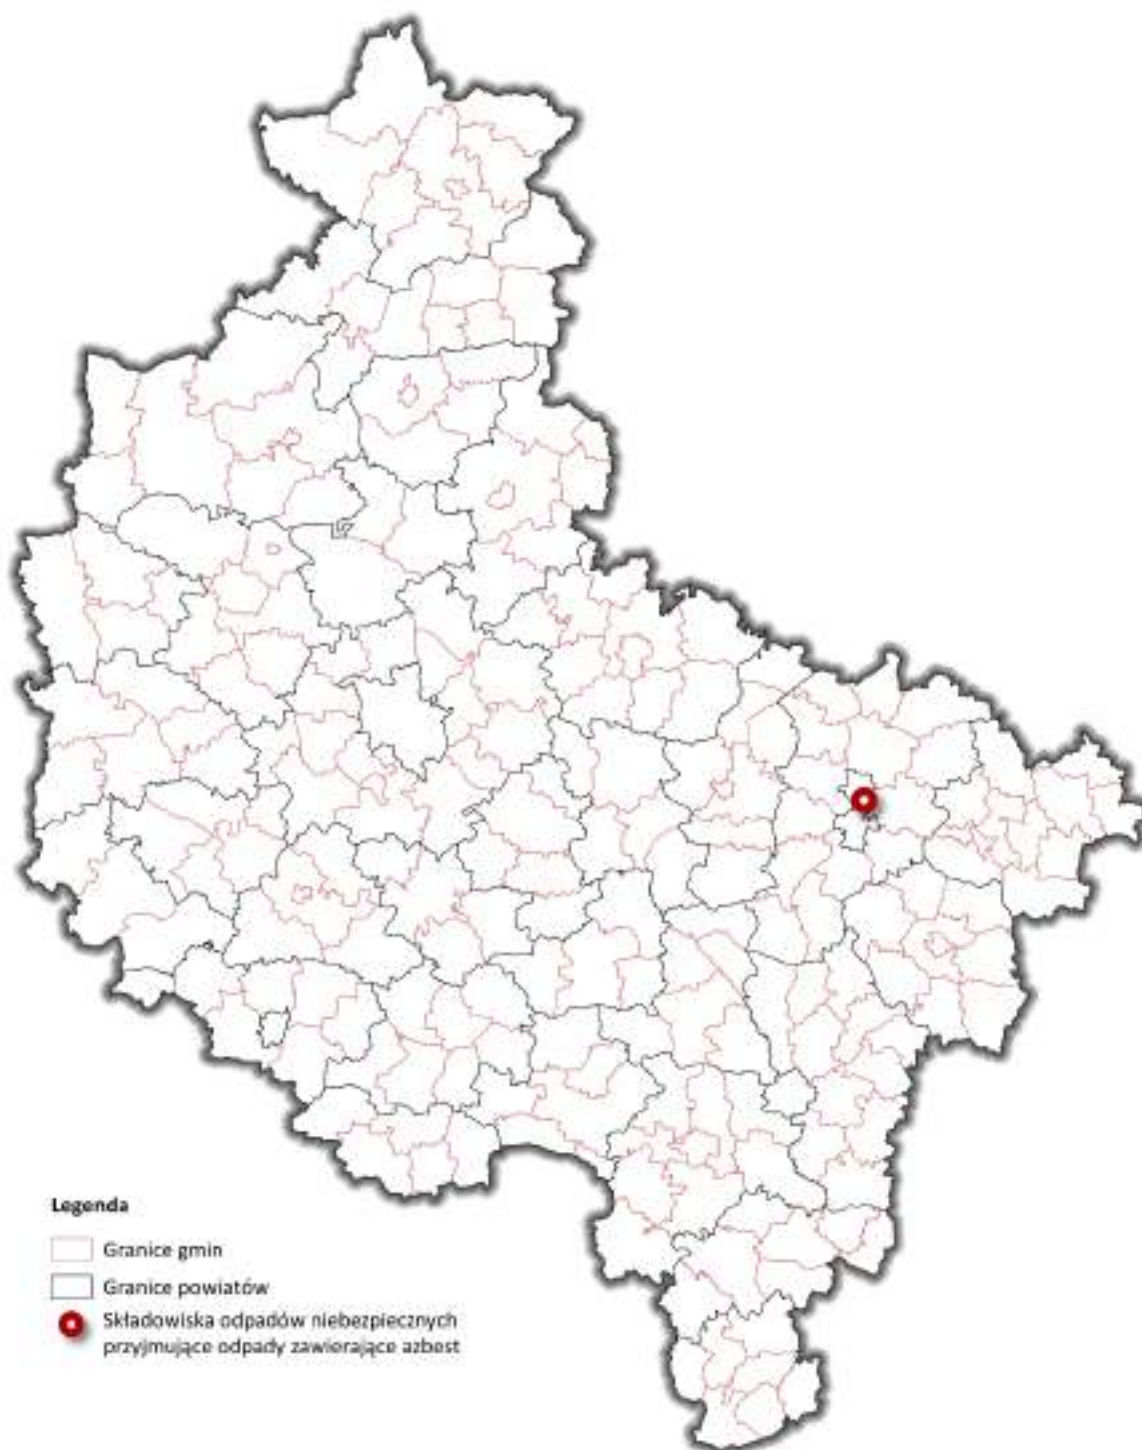 Legenda
Granice gmin
Granice powiatów
Składowiska odpadów niebezpiecznych
przyjmujące odpady zawierające azbest